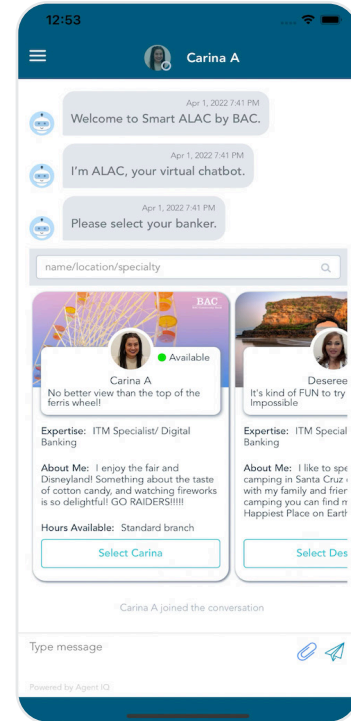 12:53
Carina A
Apr 1, 2022 7:41 PM
Welcome to Smart ALAC by BAC.
Apr 1, 2022 7:41 PM
I'm ALAC, your virtual chatbot.
Apr 1, 2022 7:41 PM
Please select your banker.
name/location/specialty
BAC
Available
Carina A
No better view than the top of the
ferris wheel!
Expertise: ITM Specialist/ Digital
Banking
About Me: I enjoy the fair and
Disneyland! Something about the taste
of cotton candy, and watching fireworks
is so delightful! GO RAIDERS!!!!!
Hours Available: Standard branch
Select Carina
Deseree
It's kind of FUN to try
Impossible
Expertise: ITM Special
Banking
About Me: I like to spe
camping in Santa Cruz
with my family and frier
camping you can find m
Happiest Place on Earth
Select Des
Carina A joined the conversation
Type message
Powered by Agent IQ